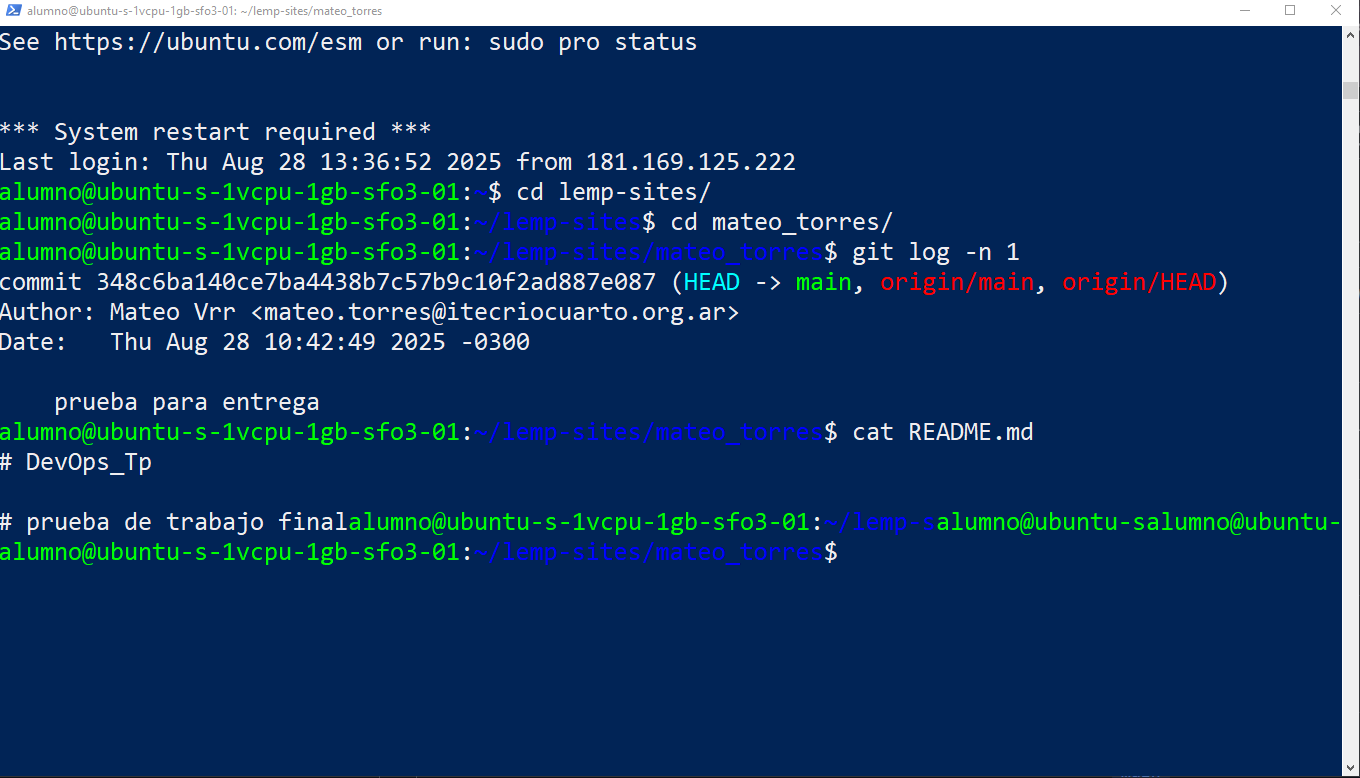 alumno@ubuntu-s-1vcpu-1gb-sfo3-01: ~/lemp-sites/mateo_torres
See https://ubuntu.com/esm or run: sudo pro status
*** System restart required ***
Last login: Thu Aug 28 13:36:52 2025 from 181.169.125.222
alumno@ubuntu-s-1vcpu-1gb-sfo3-01:~$ cd lemp-sites/
alumno@ubuntu-s-1vcpu-1gb-sfo3-01:~/lemp-sites$ cd mateo_torres/
alumno@ubuntu-s-1vcpu-1gb-sfo3-01:~/lemp-sites/mateo_torres$ git log -n 1
commit 348c6ba140ce7ba4438b7c57b9c10f2ad887e087 (HEAD -> main, origin/main, origin/HEAD)
Author: Mateo Vrr <mateo.torres@itecriocuarto.org.ar>
Date:   Thu Aug 28 10:42:49 2025 -0300
    prueba para entrega
alumno@ubuntu-s-1vcpu-1gb-sfo3-01:~/lemp-sites/mateo_torres$ cat README.md
# DevOps_Tp
# prueba de trabajo finalalumno@ubuntu-s-1vcpu-1gb-sfo3-01:~/lemp-salumno@ubuntu-salumno@ubuntu-
alumno@ubuntu-s-1vcpu-1gb-sfo3-01:~/lemp-sites/mateo_torres$